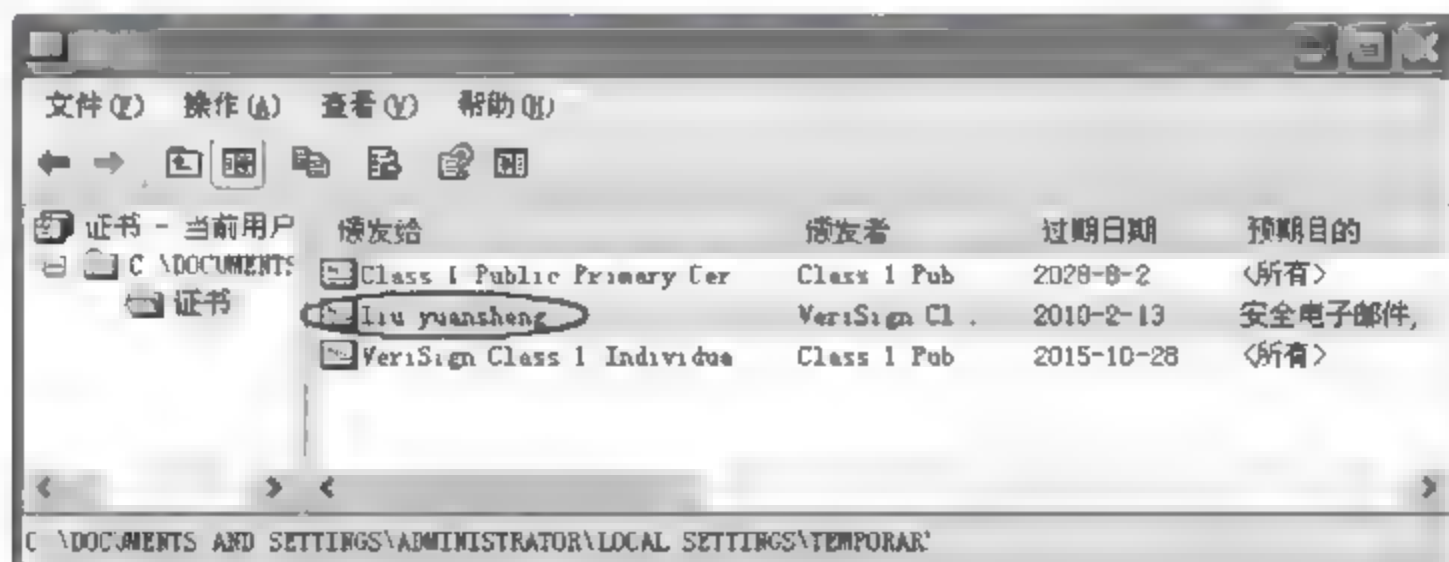 文件(F) 操作(A) 查看(V) 帮助(H)
证书 - 当前用户
C:\DOCUMENTS
证书
颁发给 颁发者 过期日期 预期目的
Class 1 Public Primary Cer Class 1 Pub 2028-8-2 <所有>
Liu yuansheng VeriSign Cl... 2010-2-13 安全电子邮件,
VeriSign Class 1 Individua Class 1 Pub 2015-10-28 <所有>
C:\DOCUMENTS AND SETTINGS\ADMINISTRATOR\LOCAL SETTINGS\TEMPORAR